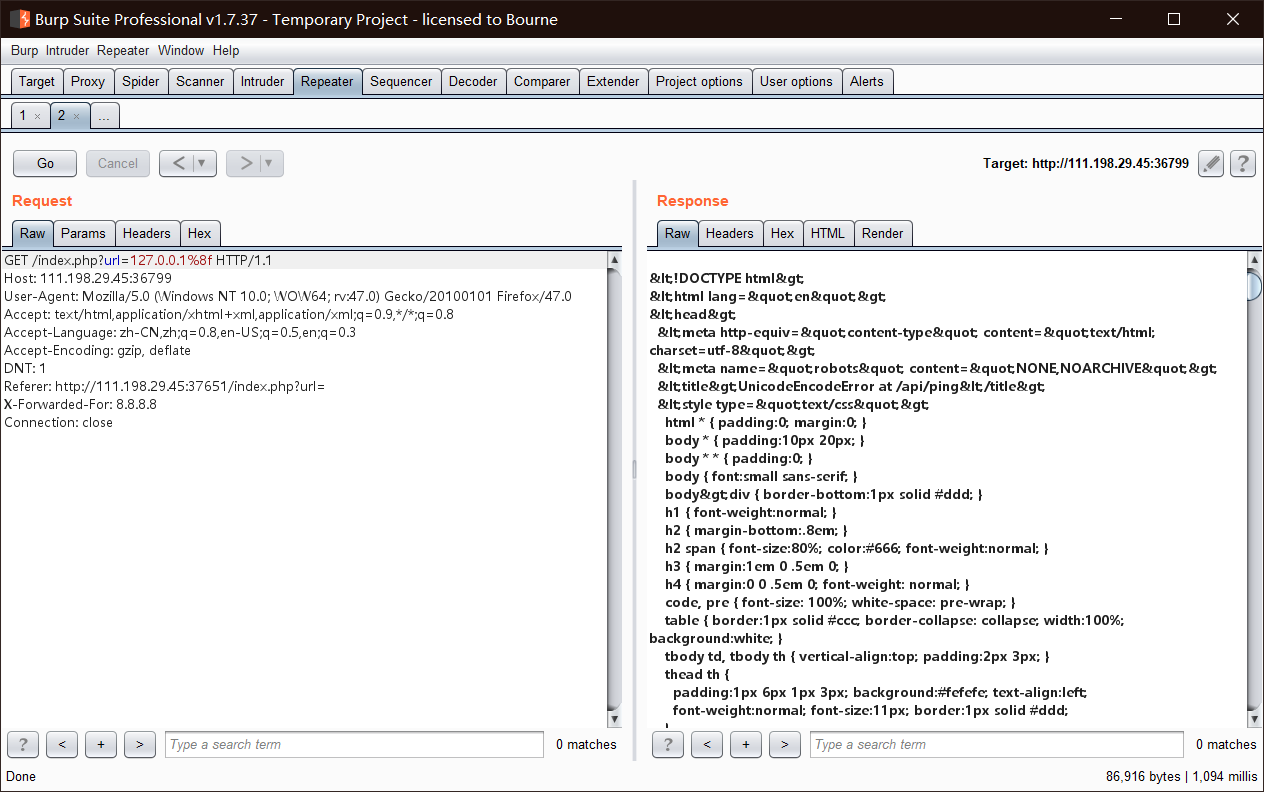 Burp Suite Professional v1.7.37 - Temporary Project - licensed to Bourne
Burp Intruder Repeater Window Help
Target Proxy Spider Scanner Intruder Repeater Sequencer Decoder Comparer Extender Project options User options Alerts
1 × 2 × ...
Go Cancel < ▼ > ▼ Target: http://111.198.29.45:36799 ?
Request
Raw Params Headers Hex
GET /index.php?url=127.0.0.1%8f HTTP/1.1
Host: 111.198.29.45:36799
User-Agent: Mozilla/5.0 (Windows NT 10.0; WOW64; rv:47.0) Gecko/20100101 Firefox/47.0
Accept: text/html,application/xhtml+xml,application/xml;q=0.9,*/*;q=0.8
Accept-Language: zh-CN,zh;q=0.8,en-US;q=0.5,en;q=0.3
Accept-Encoding: gzip, deflate
DNT: 1
Referer: http://111.198.29.45:37651/index.php?url=
X-Forwarded-For: 8.8.8.8
Connection: close
? < + > Type a search term 0 matches
Response
Raw Headers Hex HTML Render
&lt;!DOCTYPE html&gt;
&lt;html lang=&quot;en&quot;&gt;
&lt;head&gt;
&lt;meta http-equiv=&quot;content-type&quot; content=&quot;text/html;
charset=utf-8&quot;&gt;
&lt;meta name=&quot;robots&quot; content=&quot;NONE,NOARCHIVE&quot;&gt;
&lt;title&gt;UnicodeEncodeError at /api/ping&lt;/title&gt;
&lt;style type=&quot;text/css&quot;&gt;
html * { padding:0; margin:0; }
body * { padding:10px 20px; }
body * * { padding:0; }
body { font:small sans-serif; }
body&gt;div { border-bottom:1px solid #ddd; }
h1 { font-weight:normal; }
h2 { margin-bottom:.8em; }
h2 span { font-size:80%; color:#666; font-weight:normal; }
h3 { margin:1em 0 .5em 0; }
h4 { margin:0 0 .5em 0; font-weight: normal; }
code, pre { font-size: 100%; white-space: pre-wrap; }
table { border:1px solid #ccc; border-collapse: collapse; width:100%;
background:white; }
tbody td, tbody th { vertical-align:top; padding:2px 3px; }
thead th {
padding:1px 6px 1px 3px; background:#fefefe; text-align:left;
font-weight:normal; font-size:11px; border:1px solid #ddd;
? < + > Type a search term 0 matches
Done 86,916 bytes | 1,094 millis